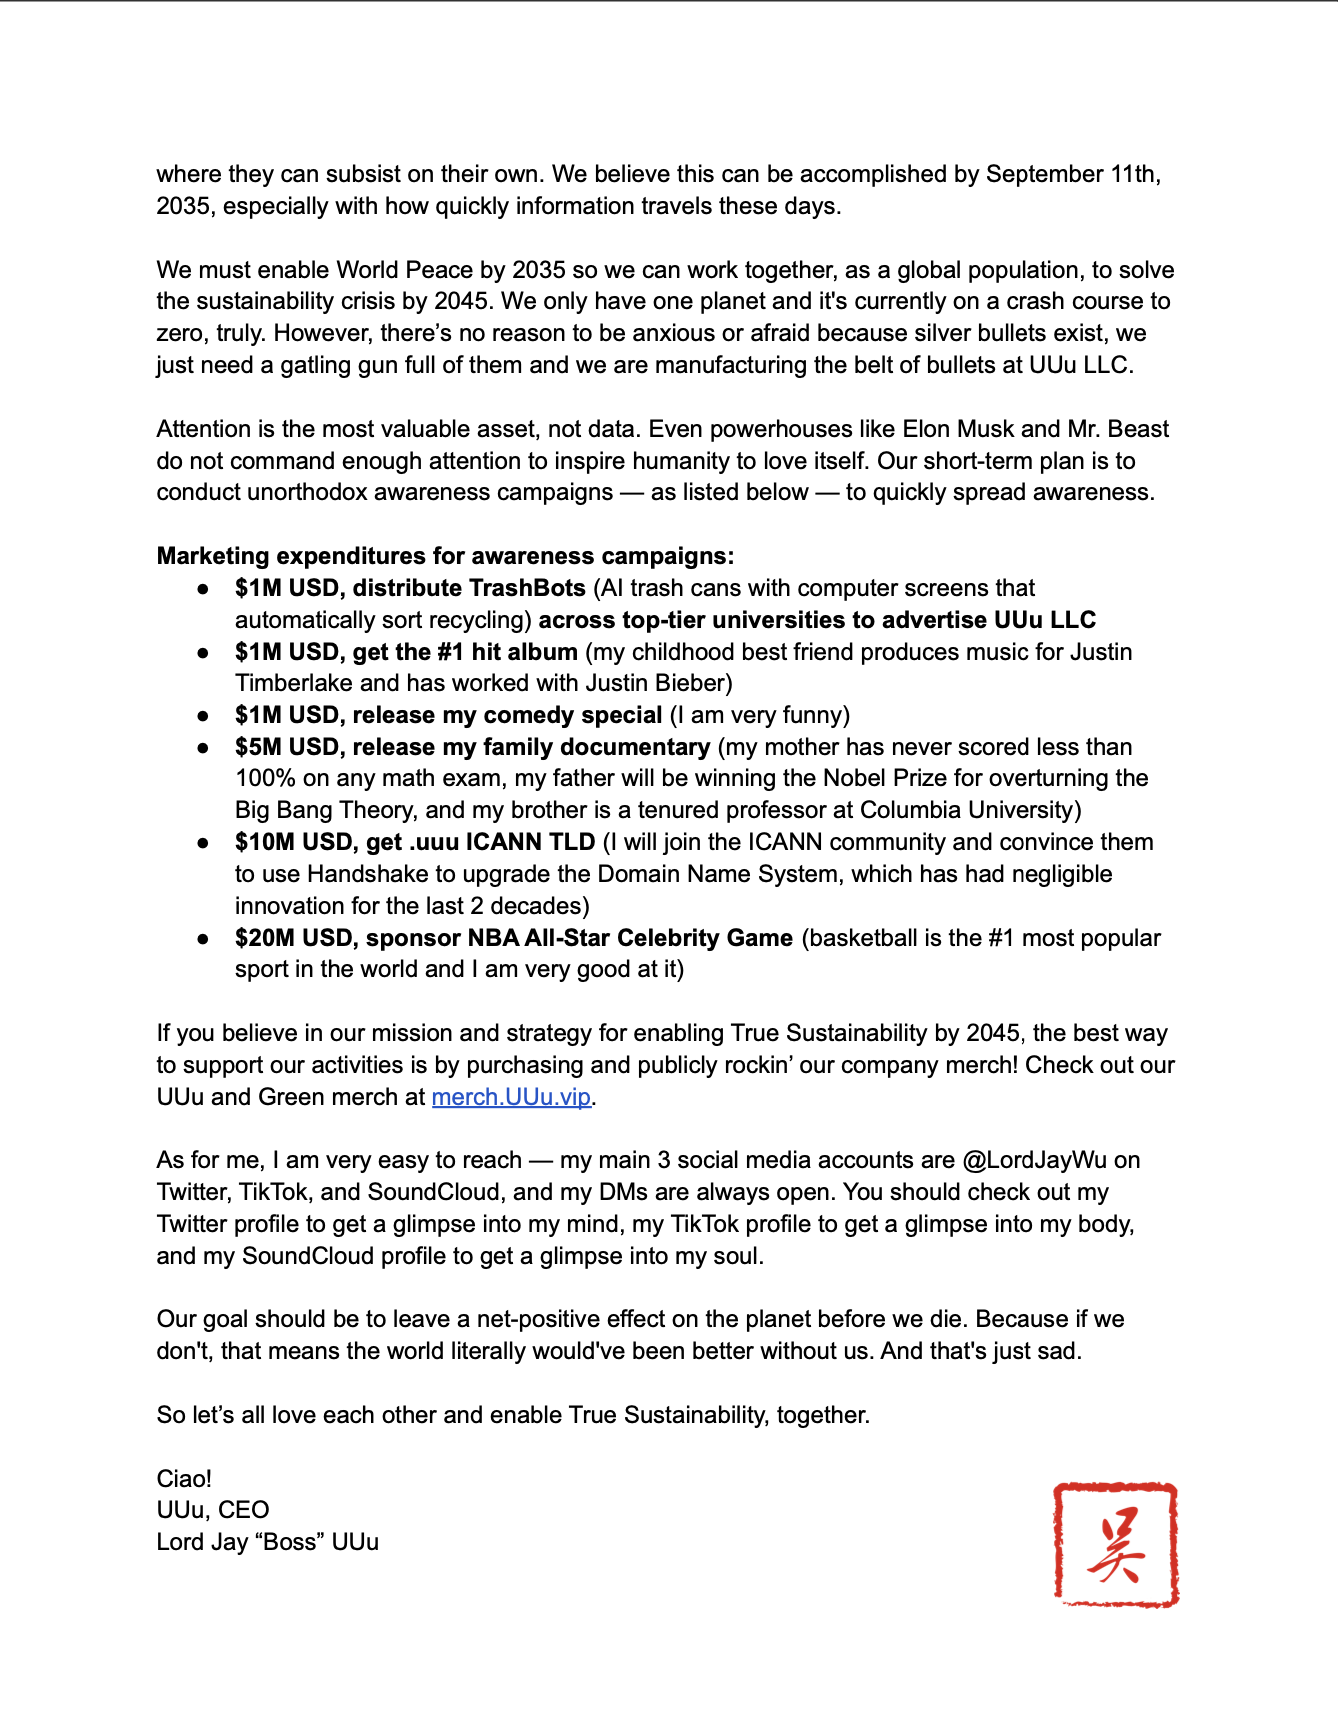 where they can subsist on their own. We believe this can be accomplished by September 11th,
2035, especially with how quickly information travels these days.
We must enable World Peace by 2035 so we can work together, as a global population, to solve
the sustainability crisis by 2045. We only have one planet and it's currently on a crash course to
zero, truly. However, there’s no reason to be anxious or afraid because silver bullets exist, we
just need a gatling gun full of them and we are manufacturing the belt of bullets at UUu LLC.
Attention is the most valuable asset, not data. Even powerhouses like Elon Musk and Mr. Beast
do not command enough attention to inspire humanity to love itself. Our short-term plan is to
conduct unorthodox awareness campaigns — as listed below — to quickly spread awareness.
Marketing expenditures for awareness campaigns:
● $1M USD, distribute TrashBots (AI trash cans with computer screens that
automatically sort recycling) across top-tier universities to advertise UUu LLC
● $1M USD, get the #1 hit album (my childhood best friend produces music for Justin
Timberlake and has worked with Justin Bieber)
● $1M USD, release my comedy special (I am very funny)
● $5M USD, release my family documentary (my mother has never scored less than
100% on any math exam, my father will be winning the Nobel Prize for overturning the
Big Bang Theory, and my brother is a tenured professor at Columbia University)
● $10M USD, get .uuu ICANN TLD (I will join the ICANN community and convince them
to use Handshake to upgrade the Domain Name System, which has had negligible
innovation for the last 2 decades)
● $20M USD, sponsor NBA All-Star Celebrity Game (basketball is the #1 most popular
sport in the world and I am very good at it)
If you believe in our mission and strategy for enabling True Sustainability by 2045, the best way
to support our activities is by purchasing and publicly rockin’ our company merch! Check out our
UUu and Green merch at merch.UUu.vip.
As for me, I am very easy to reach — my main 3 social media accounts are @LordJayWu on
Twitter, TikTok, and SoundCloud, and my DMs are always open. You should check out my
Twitter profile to get a glimpse into my mind, my TikTok profile to get a glimpse into my body,
and my SoundCloud profile to get a glimpse into my soul.
Our goal should be to leave a net-positive effect on the planet before we die. Because if we
don't, that means the world literally would've been better without us. And that's just sad.
So let’s all love each other and enable True Sustainability, together.
Ciao!
UUu, CEO
Lord Jay “Boss” UUu
吴